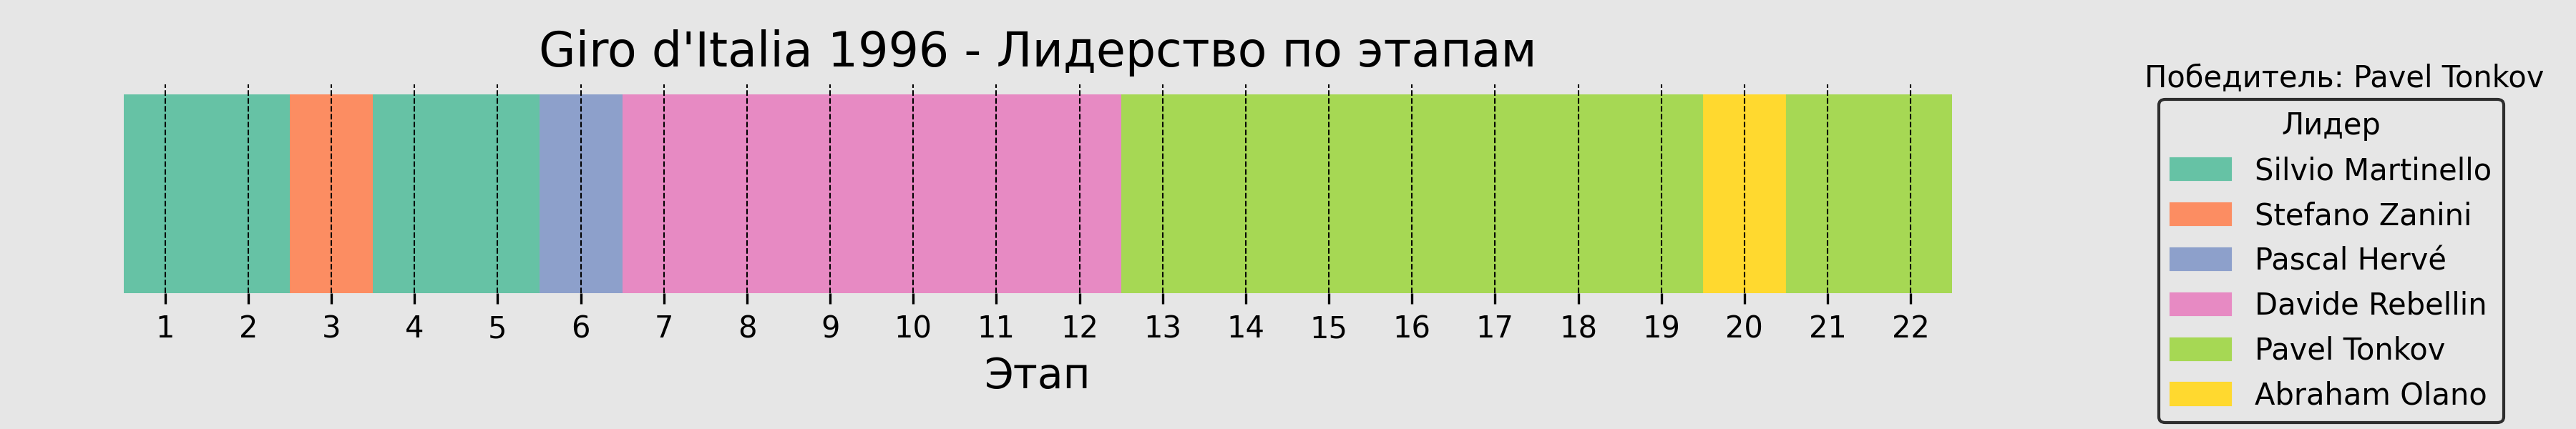 Giro d'Italia 1996 - Лидерство по этапам
1 2 3 4 5 6 7 8 9 10 11 12 13 14 15 16 17 18 19 20 21 22
Этап
Победитель: Pavel Tonkov
Лидер
Silvio Martinello
Stefano Zanini
Pascal Hervé
Davide Rebellin
Pavel Tonkov
Abraham Olano